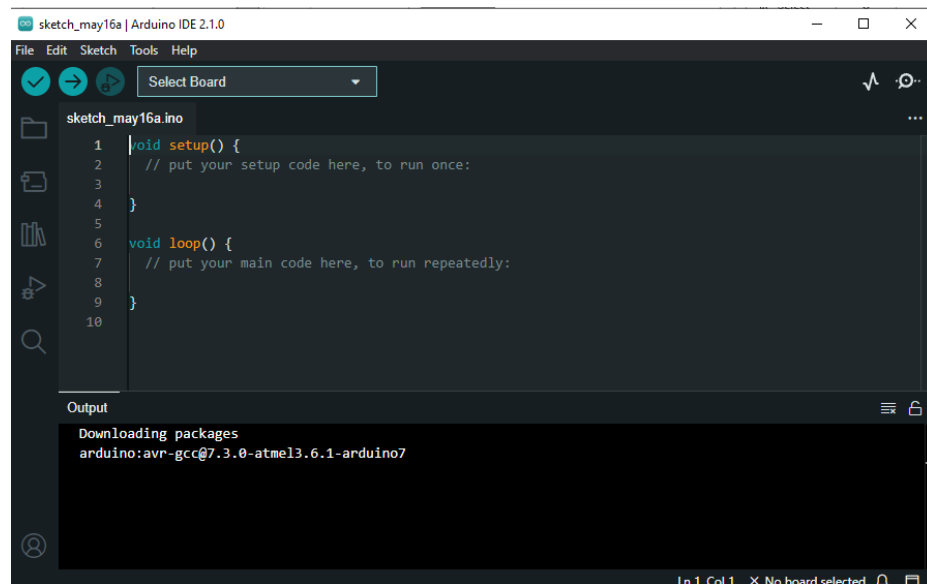 sketch_may16a | Arduino IDE 2.1.0
File Edit Sketch Tools Help
Select Board
sketch_may16a.ino
1 void setup() {
2 // put your setup code here, to run once:
3
4 }
5
6 void loop() {
7 // put your main code here, to run repeatedly:
8
9 }
10
Output
Downloading packages
arduino:avr-gcc@7.3.0-atmel3.6.1-arduino7
Ln 1, Col 1 No board selected